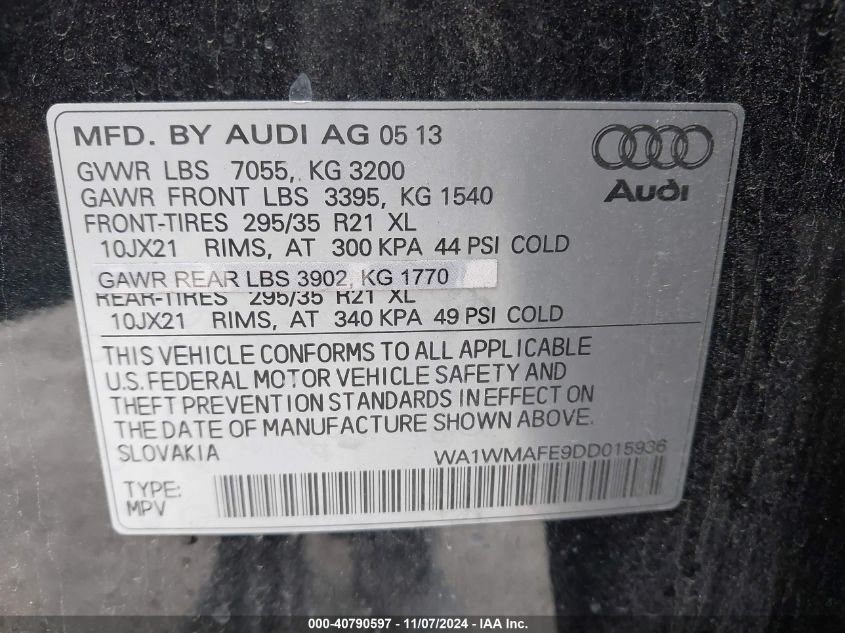 MFD. BY AUDI AG 05 13
GVWR LBS 7055, KG 3200
GAWR FRONT LBS 3395, KG 1540
FRONT-TIRES 295/35 R21 XL
10JX21 RIMS, AT 300 KPA 44 PSI COLD
GAWR REAR LBS 3902, KG 1770
REAR-TIRES 295/35 R21 XL
10JX21 RIMS, AT 340 KPA 49 PSI COLD
Audi
THIS VEHICLE CONFORMS TO ALL APPLICABLE
U.S. FEDERAL MOTOR VEHICLE SAFETY AND
THEFT PREVENTION STANDARDS IN EFFECT ON
THE DATE OF MANUFACTURE SHOWN ABOVE.
SLOVAKIA WA1WMAFE9DD015936
TYPE:
MPV
000-40790597 - 11/07/2024 - IAA Inc.